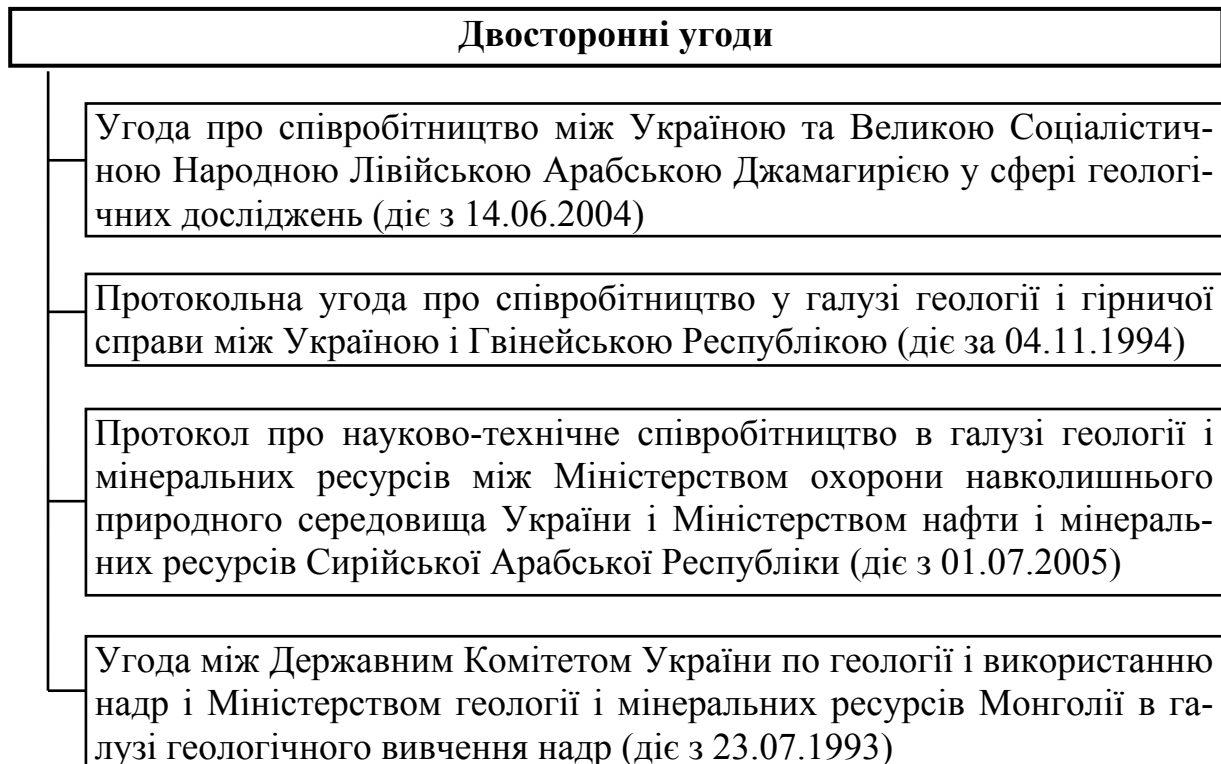 Двосторонні угоди
Угода про співробітництво між Україною та Великою Соціалістич-
ною Народною Лівійською Арабською Джамагирією у сфері геологі-
чних досліджень (діє з 14.06.2004)
Протокольна угода про співробітництво у галузі геології і гірничої
справи між Україною і Гвінейською Республікою (діє за 04.11.1994)
Протокол про науково-технічне співробітництво в галузі геології і
мінеральних ресурсів між Міністерством охорони навколишнього
природного середовища України і Міністерством нафти і мінераль-
них ресурсів Сирійської Арабської Республіки (діє з 01.07.2005)
Угода між Державним Комітетом України по геології і використанню
надр і Міністерством геології і мінеральних ресурсів Монголії в га-
лузі геологічного вивчення надр (діє з 23.07.1993)